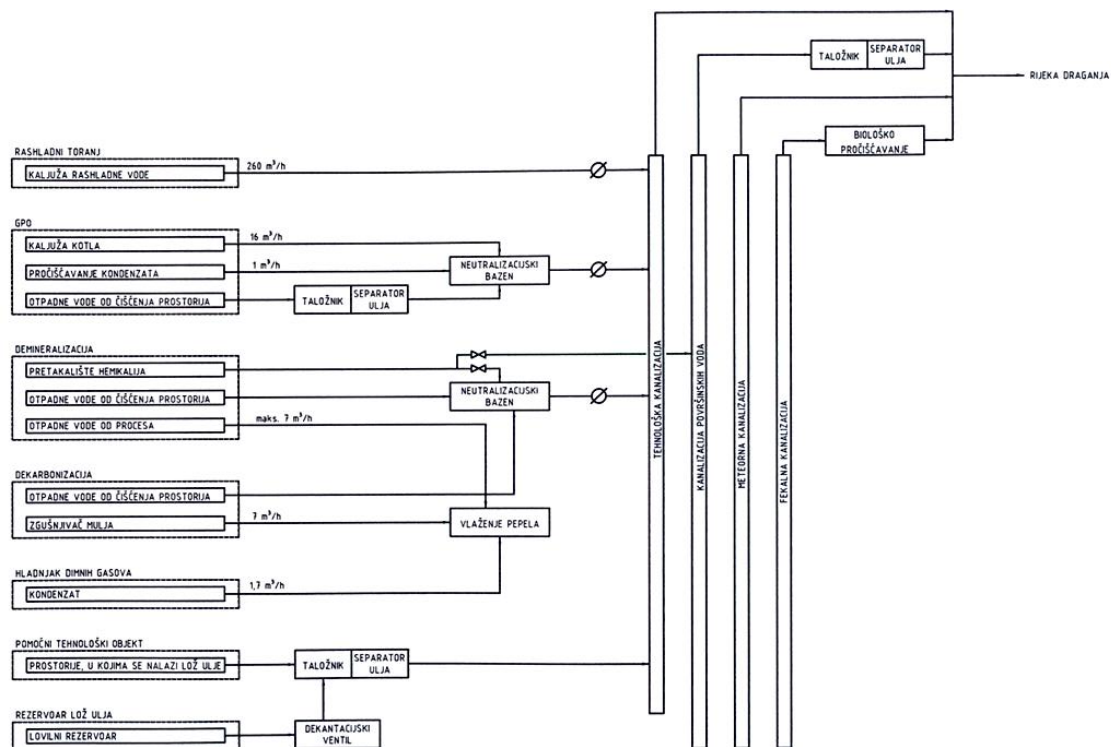 TALOŽNIK
SEPARATOR
ULJA
RIJEKA DRAGANJA
BIOLOŠKO
PROČIŠĆAVANJE
RASHLADNI TORANJ
KALJUŽA RASHLADNE VODE
260 m³/h
GPO
KALJUŽA KOTLA
16 m³/h
PROČIŠĆAVANJE KONDENZATA
1 m³/h
NEUTRALIZACIJSKI
BAZEN
OTPADNE VODE OD ČIŠĆENJA PROSTORIJA
TALOŽNIK
SEPARATOR
ULJA
DEMINERALIZACIJA
PRETAKALIŠTE HEMIKALIJA
OTPADNE VODE OD ČIŠĆENJA PROSTORIJA
NEUTRALIZACIJSKI
BAZEN
OTPADNE VODE OD PROCESA
maks. 7 m³/h
DEKARBONIZACIJA
OTPADNE VODE OD ČIŠĆENJA PROSTORIJA
ZGUŠNJIVAČ MULJA
7 m³/h
VLAŽENJE PEPELA
HLADNJAK DIMNIH GASOVA
KONDENZAT
1,7 m³/h
POMOĆNI TEHNOLOŠKI OBJEKT
PROSTORIJE, U KOJIMA SE NALAZI LOŽ ULJE
TALOŽNIK
SEPARATOR
ULJA
REZERVOAR LOŽ ULJA
LOVILNI REZERVOAR
DEKANTACIJSKI
VENTIL
TEHNOLOŠKA KANALIZACIJA
KANALIZACIJA POVRŠINSKIH VODA
METEORNA KANALIZACIJA
FEKALNA KANALIZACIJA